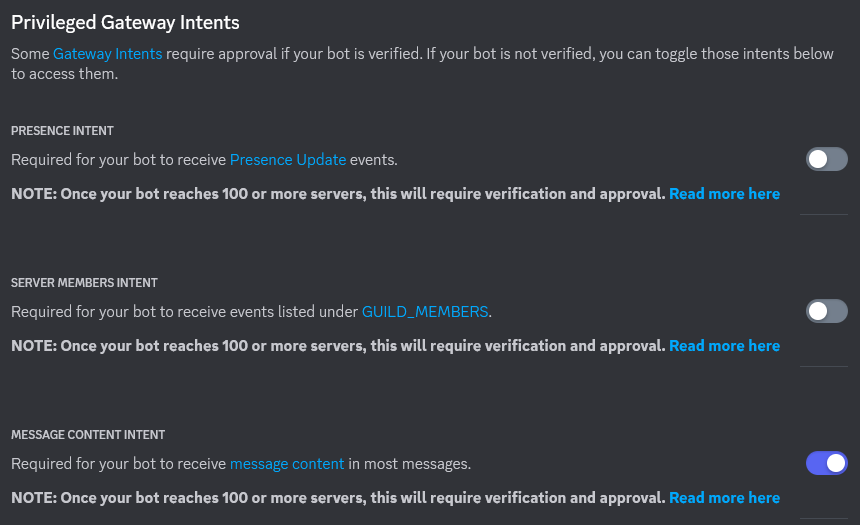 Privileged Gateway Intents
Some Gateway Intents require approval if your bot is verified. If your bot is not verified, you can toggle those intents below
to access them.
PRESENCE INTENT
Required for your bot to receive Presence Update events.
NOTE: Once your bot reaches 100 or more servers, this will require verification and approval. Read more here
SERVER MEMBERS INTENT
Required for your bot to receive events listed under GUILD_MEMBERS.
NOTE: Once your bot reaches 100 or more servers, this will require verification and approval. Read more here
MESSAGE CONTENT INTENT
Required for your bot to receive message content in most messages.
NOTE: Once your bot reaches 100 or more servers, this will require verification and approval. Read more here